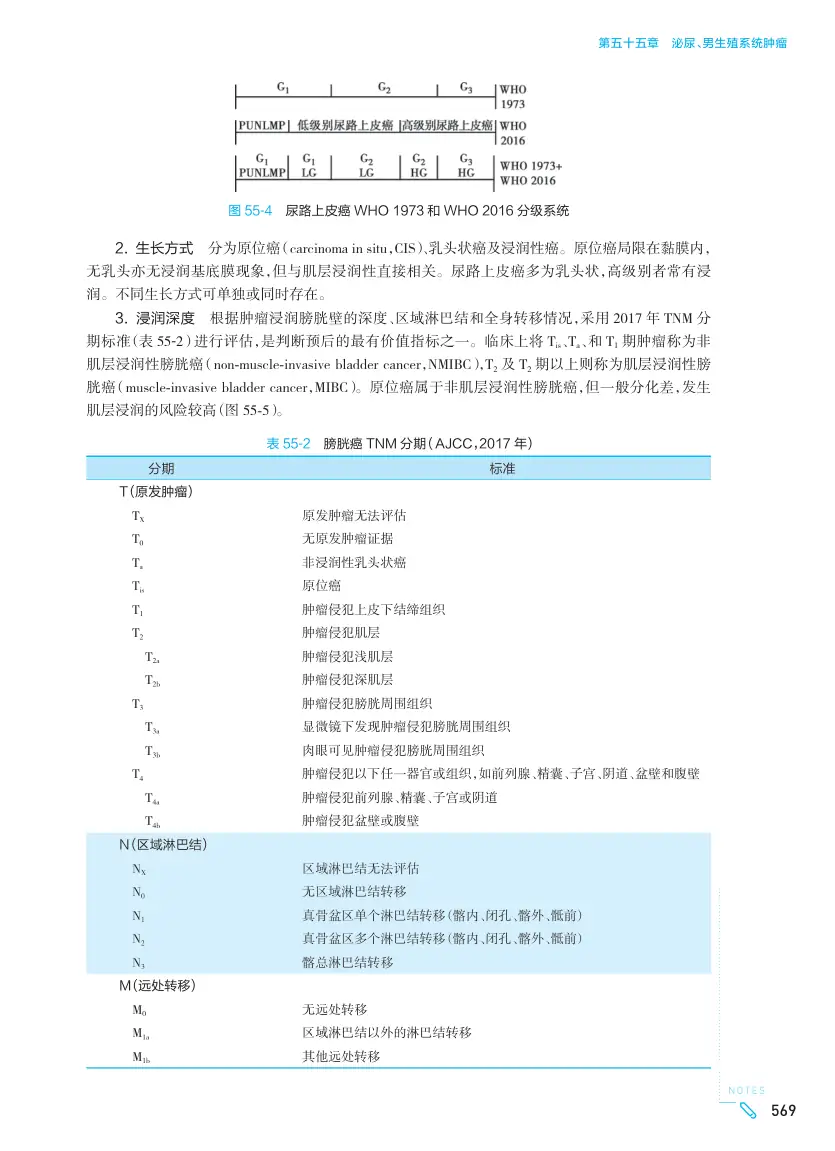 第五十五章 泌尿、男生殖系统肿瘤
G₁ G₂ G₃ WHO 1973
PUNLMP 低级别尿路上皮癌 高级别尿路上皮癌 WHO 2016
G₁ PUNLMP G₁ LG G₂ LG G₂ HG G₃ HG WHO 1973+ WHO 2016
图 55-4 尿路上皮癌 WHO 1973 和 WHO 2016 分级系统
2. 生长方式 分为原位癌(carcinoma in situ,CIS)、乳头状癌及浸润性癌。原位癌局限在黏膜内,
无乳头亦无浸润基底膜现象,但与肌层浸润性直接相关。尿路上皮癌多为乳头状,高级别者常有浸
润。不同生长方式可单独或同时存在。
3. 浸润深度 根据肿瘤浸润膀胱壁的深度、区域淋巴结和全身转移情况,采用 2017 年 TNM 分
期标准(表 55-2)进行评估,是判断预后的最有价值指标之一。临床上将 Tis、Ta、和 T₁ 期肿瘤称为非
肌层浸润性膀胱癌(non-muscle-invasive bladder cancer,NMIBC),T₂ 及 T₂ 期以上则称为肌层浸润性膀
胱癌(muscle-invasive bladder cancer,MIBC)。原位癌属于非肌层浸润性膀胱癌,但一般分化差,发生
肌层浸润的风险较高(图 55-5)。
表 55-2 膀胱癌 TNM 分期(AJCC,2017 年)
分期 标准
T(原发肿瘤)
Tx 原发肿瘤无法评估
T₀ 无原发肿瘤证据
Ta 非浸润性乳头状癌
Tis 原位癌
T₁ 肿瘤侵犯上皮下结缔组织
T₂ 肿瘤侵犯肌层
T₂a 肿瘤侵犯浅肌层
T₂b 肿瘤侵犯深肌层
T₃ 肿瘤侵犯膀胱周围组织
T₃a 显微镜下发现肿瘤侵犯膀胱周围组织
T₃b 肉眼可见肿瘤侵犯膀胱周围组织
T₄ 肿瘤侵犯以下任一器官或组织,如前列腺、精囊、子宫、阴道、盆壁和腹壁
T₄a 肿瘤侵犯前列腺、精囊、子宫或阴道
T₄b 肿瘤侵犯盆壁或腹壁
N(区域淋巴结)
Nx 区域淋巴结无法评估
N₀ 无区域淋巴结转移
N₁ 真骨盆区单个淋巴结转移(髂内、闭孔、髂外、骶前)
N₂ 真骨盆区多个淋巴结转移(髂内、闭孔、髂外、骶前)
N₃ 髂总淋巴结转移
M(远处转移)
M₀ 无远处转移
M₁a 区域淋巴结以外的淋巴结转移
M₁b 其他远处转移
NOTES
569